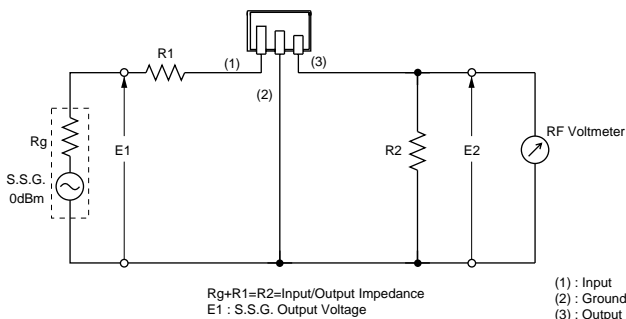 R1
(1)
(3)
(2)
Rg
E1
R2
E2
RF Voltmeter
S.S.G.
0dBm
Rg+R1=R2=Input/Output Impedance
E1 : S.S.G. Output Voltage
(1) : Input
(2) : Ground
(3) : Output